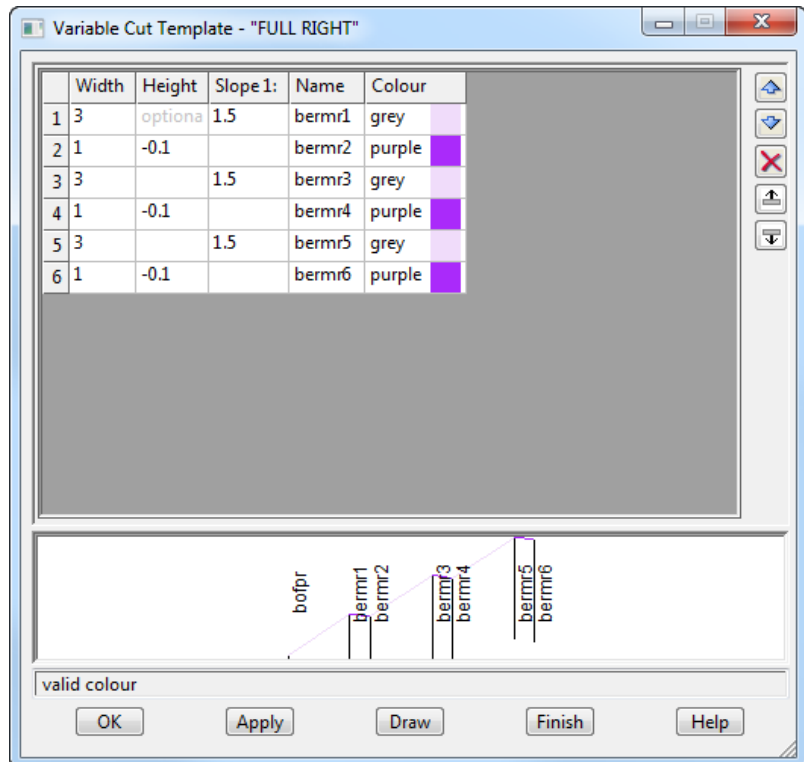 Variable Cut Template - "FULL RIGHT"
Width Height Slope 1: Name Colour
1 3 optiona 1.5 bermr1 grey
2 1 -0.1 bermr2 purple
3 3 1.5 bermr3 grey
4 1 -0.1 bermr4 purple
5 3 1.5 bermr5 grey
6 1 -0.1 bermr6 purple
bofpr
bermr1
bermr2
bermr3
bermr4
bermr5
bermr6
valid colour
OK Apply Draw Finish Help